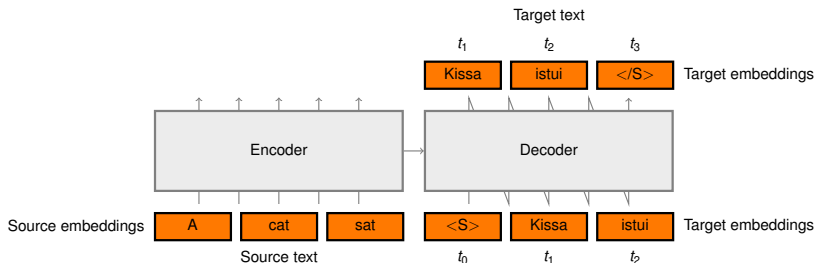 Target text
t1 t2 t3
Kissa istui </S> Target embeddings
Encoder Decoder
Source embeddings A cat sat <S> Kissa istui Target embeddings
Source text t0 t1 t2